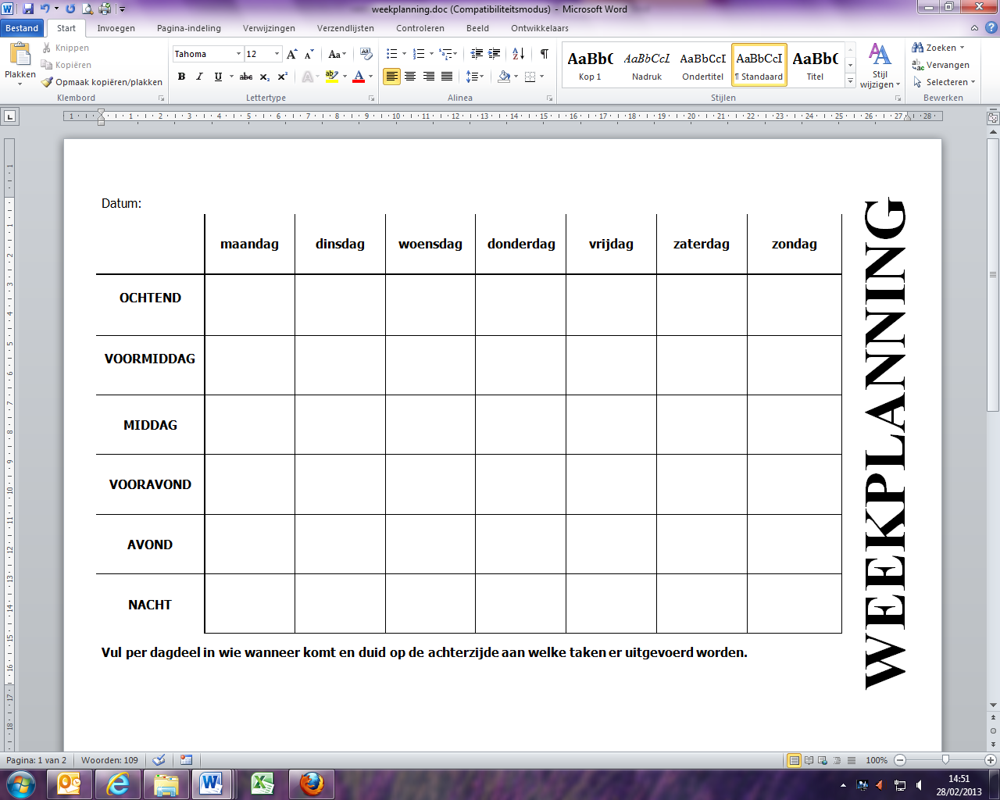 weekplanning.doc (Compatibiliteitsmodus) - Microsoft Word
Bestand Start Invoegen Pagina-indeling Verwijzingen Verzendlijsten Controleren Beeld Ontwikkelaars
Plakken
Knippen
Kopiëren
Opmaak kopiëren/plakken
Klembord
Tahoma 12
Lettertype
Alinea
AaBbC Kop 1
AaBbCcI Nadruk
AaBbCcI Ondertitel
AaBbCcI ¶ Standaard
AaBbC Titel
Stijl wijzigen
Stijlen
Zoeken
Vervangen
Selecteren
Bewerken
Datum:
maandag dinsdag woensdag donderdag vrijdag zaterdag zondag
OCHTEND
VOORMIDDAG
MIDDAG
VOORAVOND
AVOND
NACHT
Vul per dagdeel in wie wanneer komt en duid op de achterzijde aan welke taken er uitgevoerd worden.
WEEKPLANNING
Pagina: 1 van 2 Woorden: 109 100%
14:51
28/02/2013